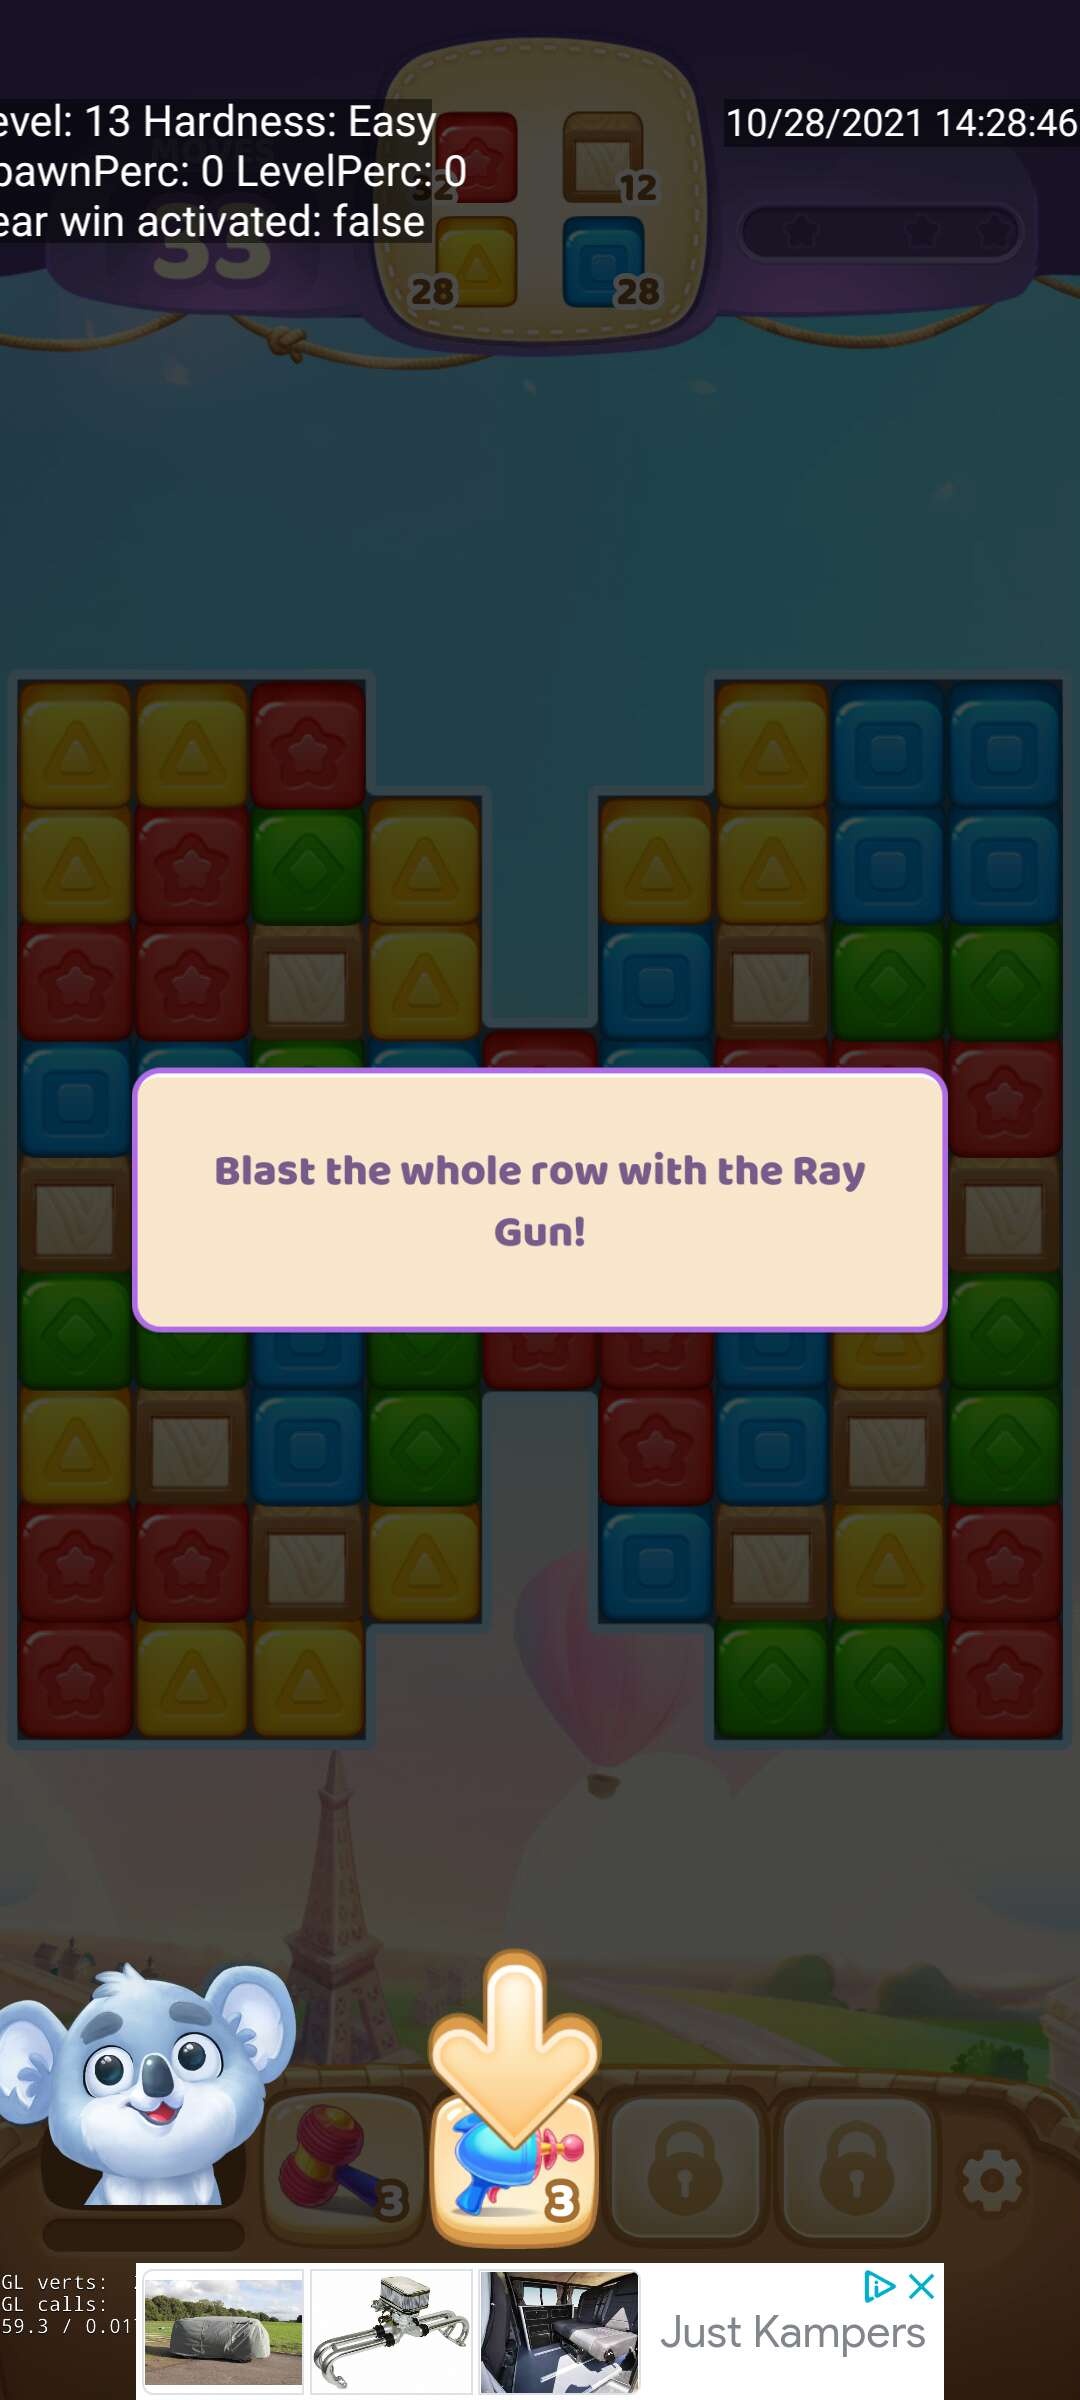 evel: 13 Hardness: Easy
10/28/2021 14:28:46
pawnPerc: 0 LevelPerc: 0
ear win activated: false
32
12
33
28
28
Blast the whole row with the Ray
Gun!
3
3
GL verts:
GL calls:
59.3 / 0.01
Just Kampers